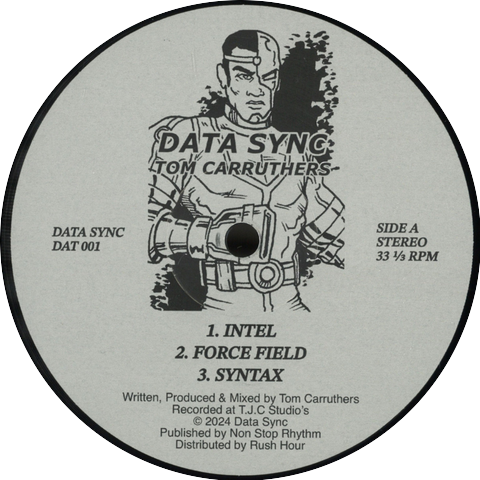 DATA SYNC
TOM CARRUTHERS
DATA SYNC
DAT 001
SIDE A
STEREO
33 ⅓ RPM
1. INTEL
2. FORCE FIELD
3. SYNTAX
Written, Produced & Mixed by Tom Carruthers
Recorded at T.J.C Studio's
© 2024 Data Sync
Published by Non Stop Rhythm
Distributed by Rush Hour